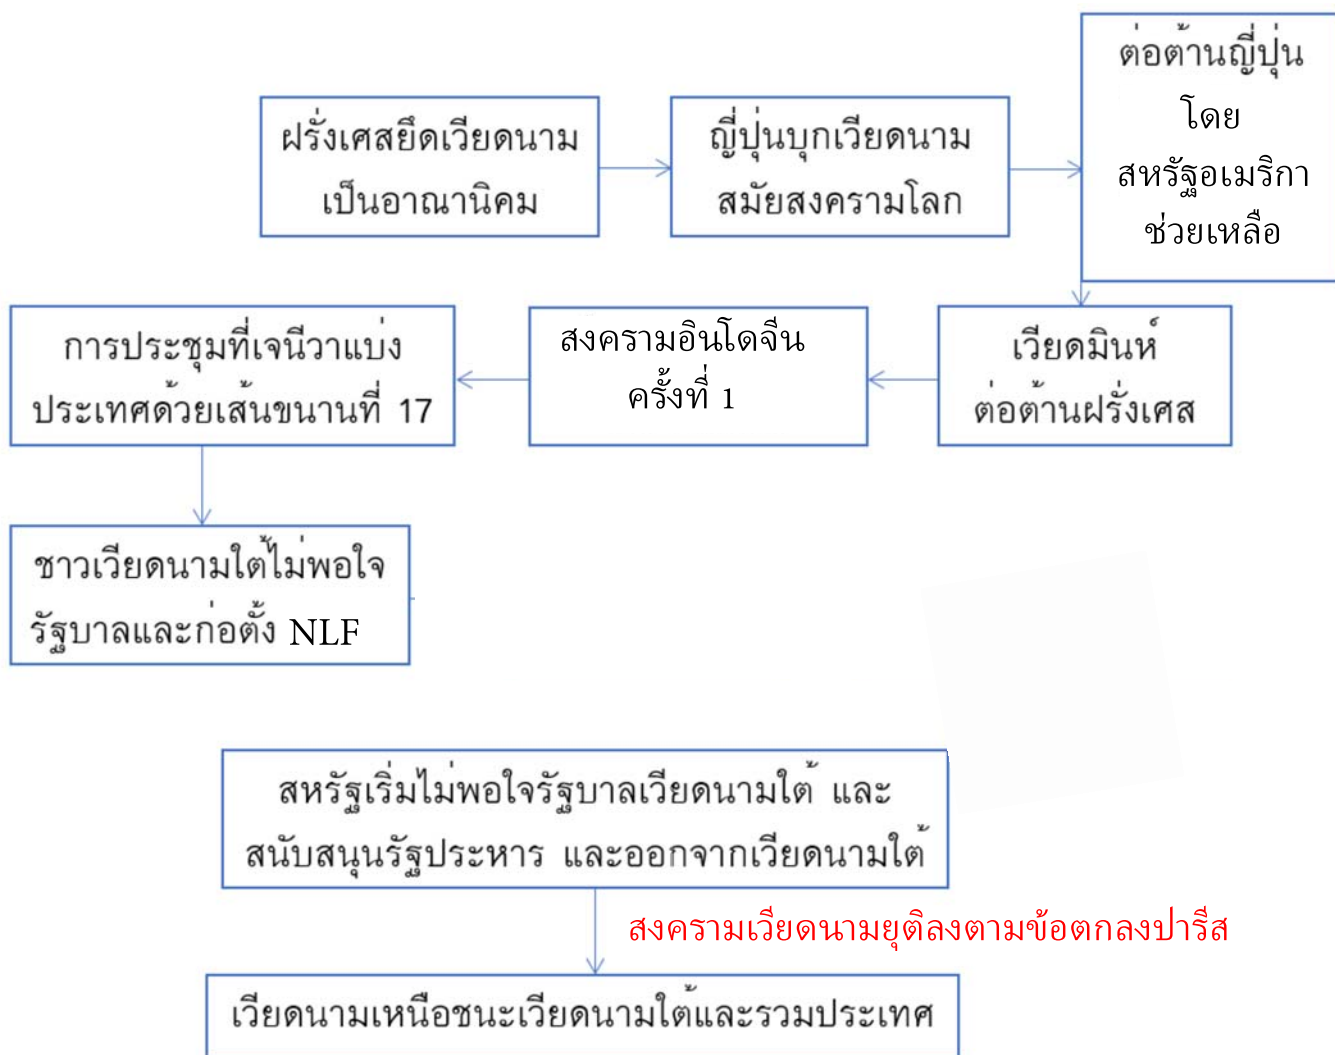 ฝรั่งเศสยึดเวียดนาม
เป็นอาณานิคม
ญี่ปุ่นบุกเวียดนาม
สมัยสงครามโลก
ต่อต้านญี่ปุ่น
โดย
สหรัฐอเมริกา
ช่วยเหลือ
เวียดมินห์
ต่อต้านฝรั่งเศส
สงครามอินโดจีน
ครั้งที่ 1
การประชุมที่เจนีวาแบ่ง
ประเทศด้วยเส้นขนานที่ 17
ชาวเวียดนามใต้ไม่พอใจ
รัฐบาลและก่อตั้ง NLF
สหรัฐเริ่มไม่พอใจรัฐบาลเวียดนามใต้ และ
สนับสนุนรัฐประหาร และออกจากเวียดนามใต้
สงครามเวียดนามยุติลงตามข้อตกลงปารีส
เวียดนามเหนือชนะเวียดนามใต้และรวมประเทศ